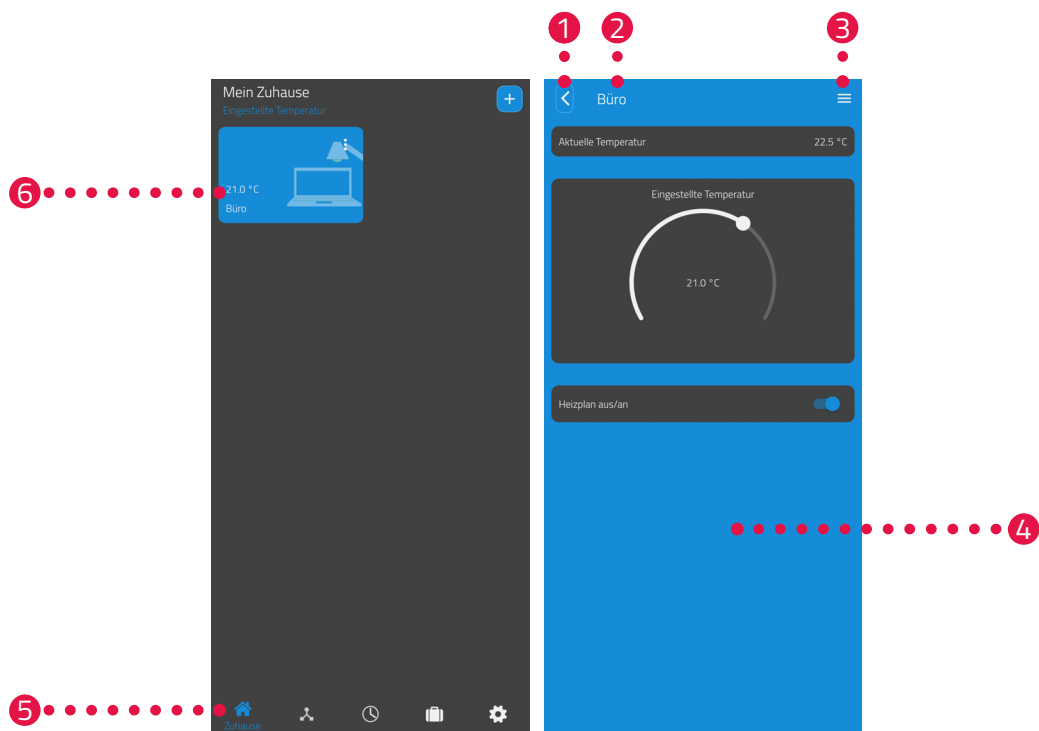 1
2
3
Mein Zuhause
Eingestellte Temperatur
+
21.0 °C
Büro
6
Büro
Aktuelle Temperatur 22.5 °C
Eingestellte Temperatur
21.0 °C
Heizplan aus/an
4
5
Zuhause